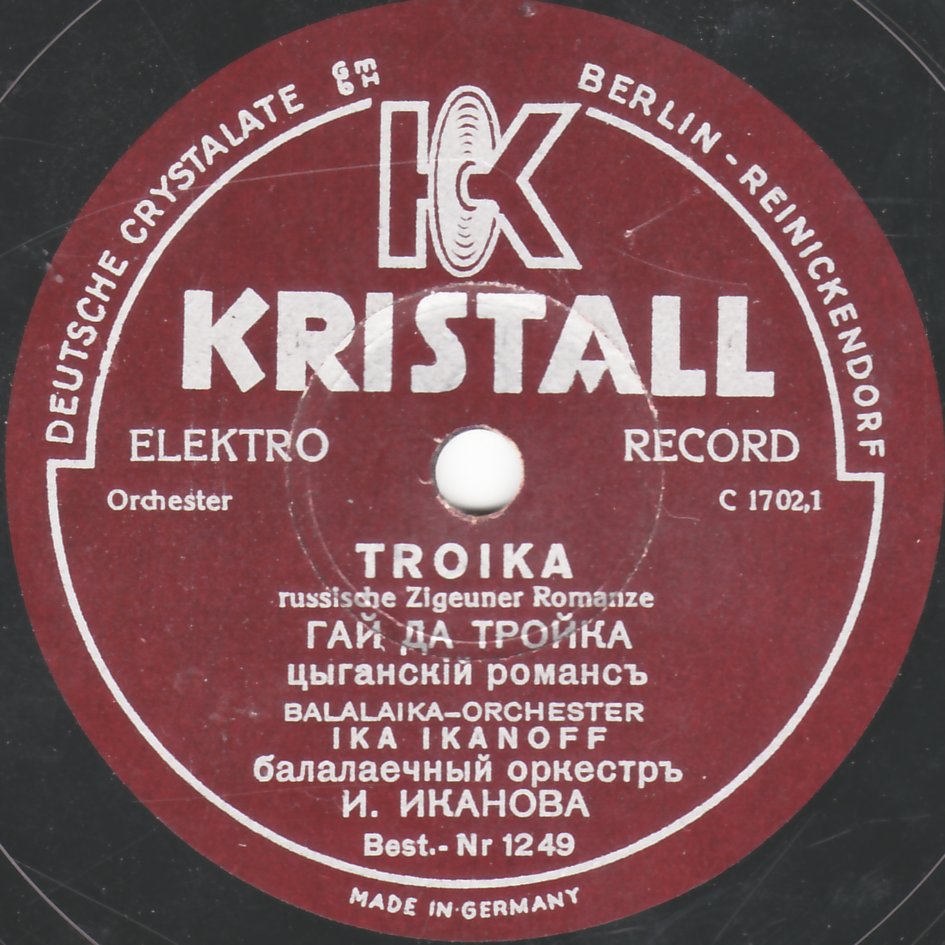 DEUTSCHE CRYSTALATE GmbH BERLIN - REINICKENDORF
K
KRISTALL
ELEKTRO RECORD
Orchester C 1702,1
TROIKA
russische Zigeuner Romanze
ГАЙ ДА ТРОЙКА
цыганскій романсъ
BALALAIKA-ORCHESTER
IKA IKANOFF
балалаечный оркестръ
И. ИКАНОВА
Best.- Nr 1249
MADE IN GERMANY